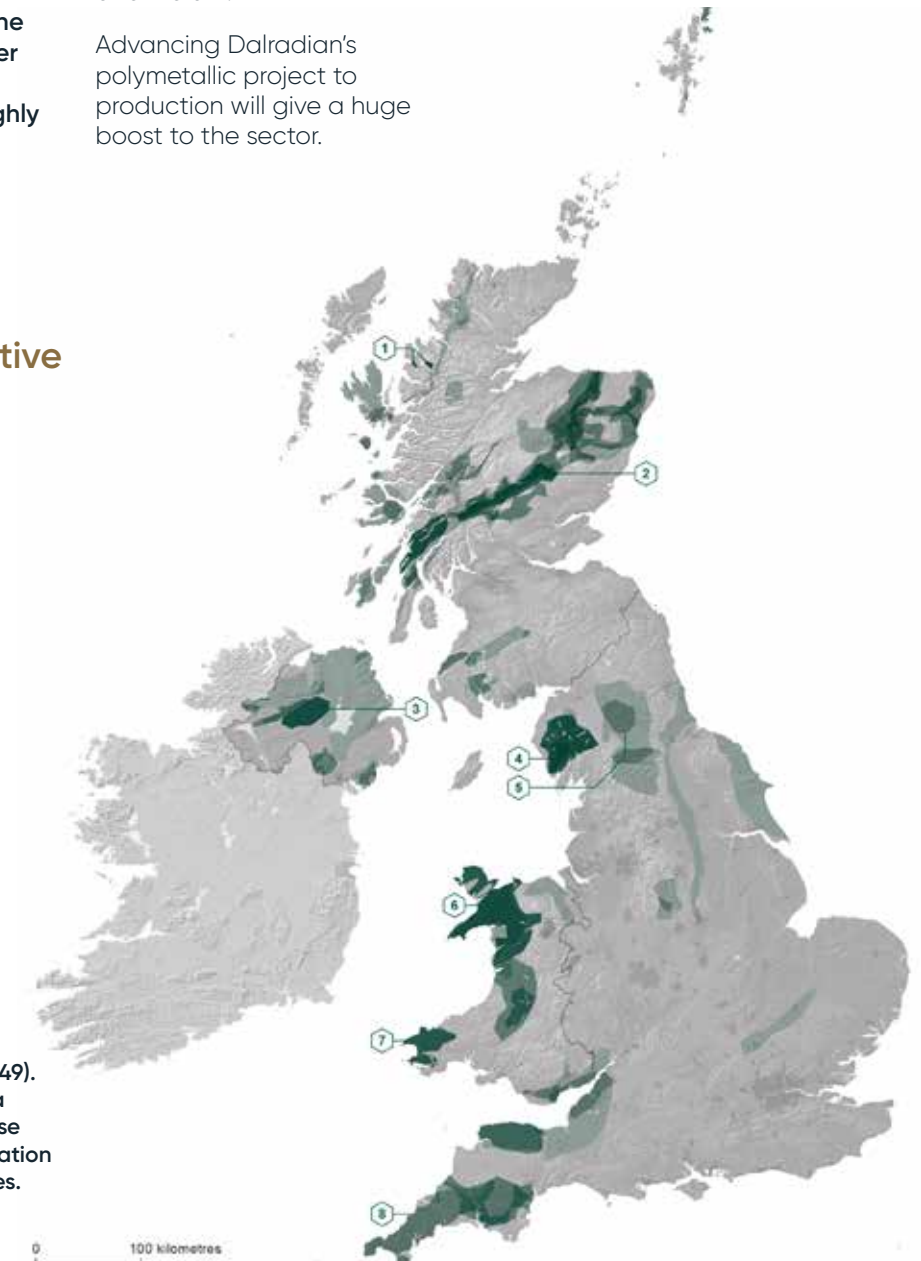 Advancing Dalradian's
polymetallic project to
production will give a huge
boost to the sector.
1
2
3
4
5
6
7
8
49).
0
100 kilometres